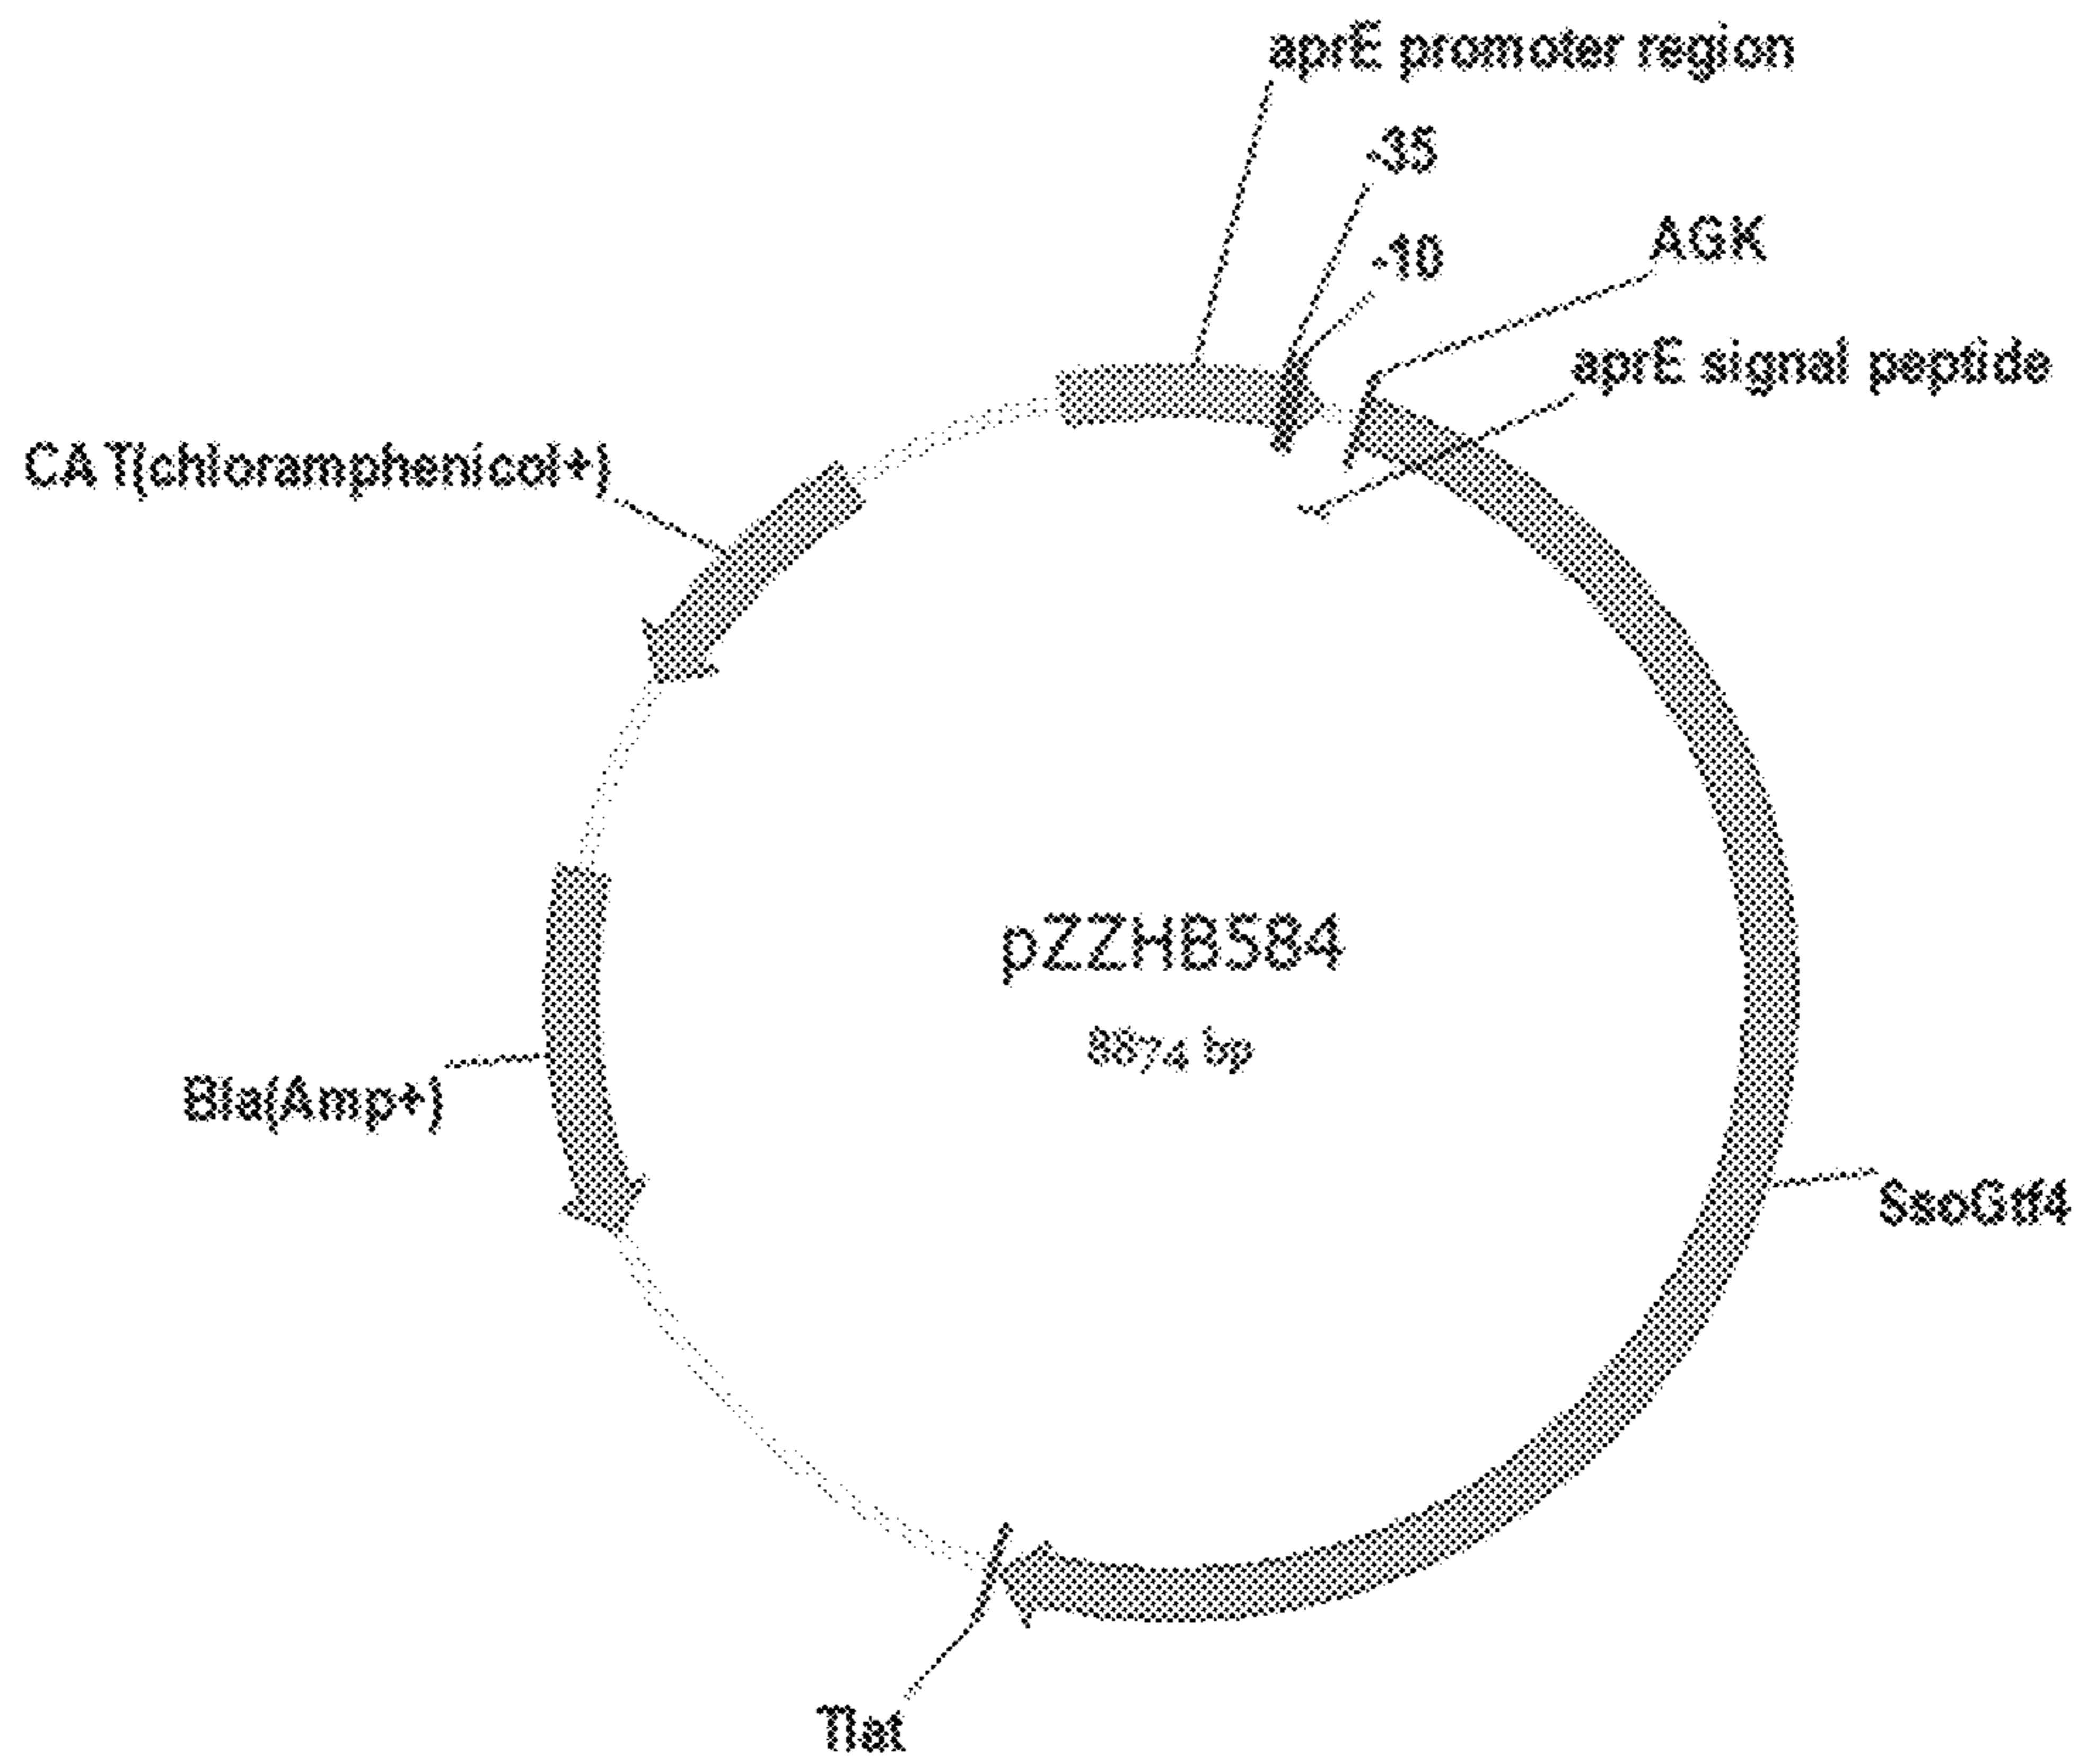 aprE promoter region
-35
-10
AGK
aprE signal peptide
CAT(chloramphenicol+)
pZZHB584
8874 bp
Bla(Amp+)
SsoGtf4
Tlat